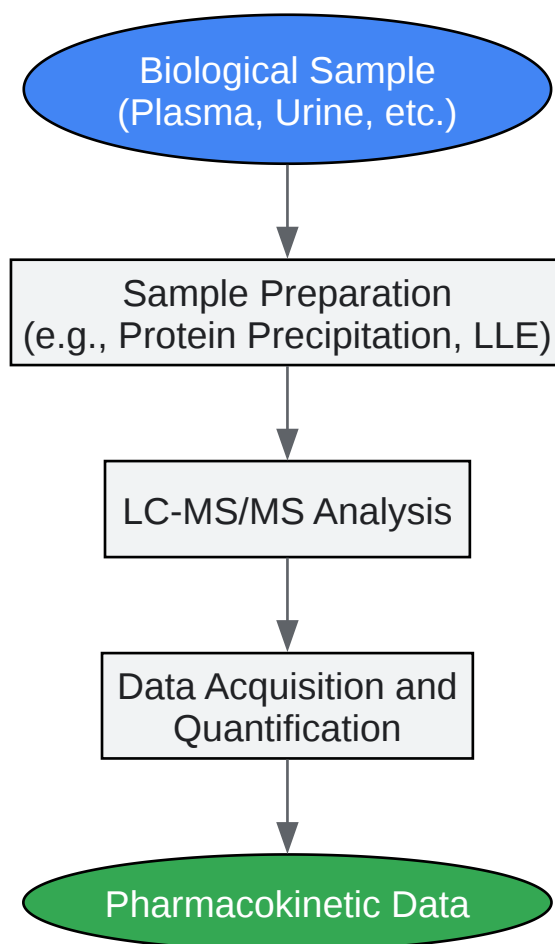 Biological Sample
(Plasma, Urine, etc.)
Sample Preparation
(e.g., Protein Precipitation, LLE)
LC-MS/MS Analysis
Data Acquisition and
Quantification
Pharmacokinetic Data